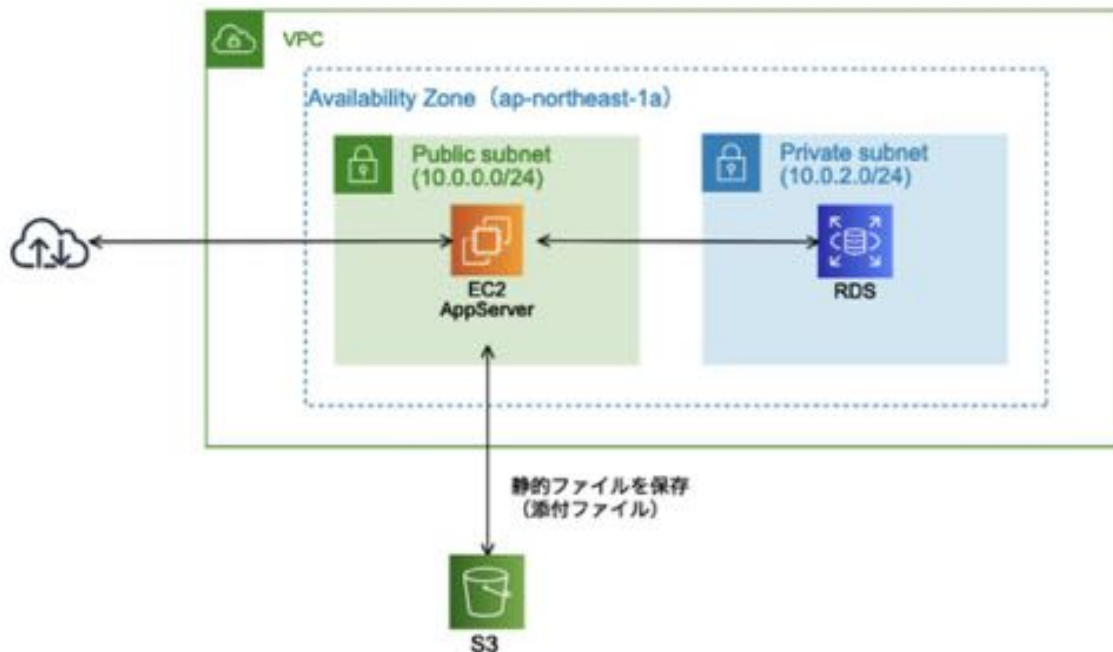 VPC
Availability Zone（ap-northeast-1a）
Public subnet
(10.0.0.0/24)
Private subnet
(10.0.2.0/24)
EC2
AppServer
RDS
静的ファイルを保存
（添付ファイル）
S3